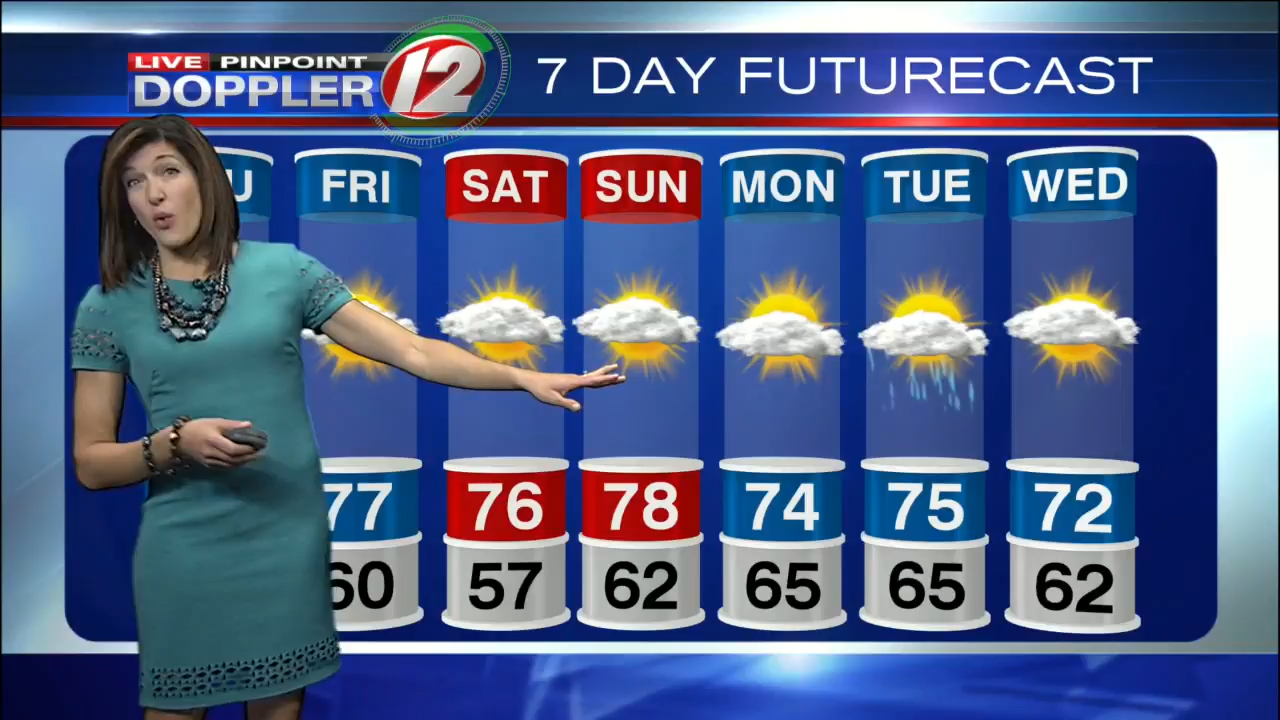 LIVE PINPOINT
DOPPLER 12
7 DAY FUTURECAST
U FRI SAT SUN MON TUE WED
77 76 78 74 75 72
60 57 62 65 65 62